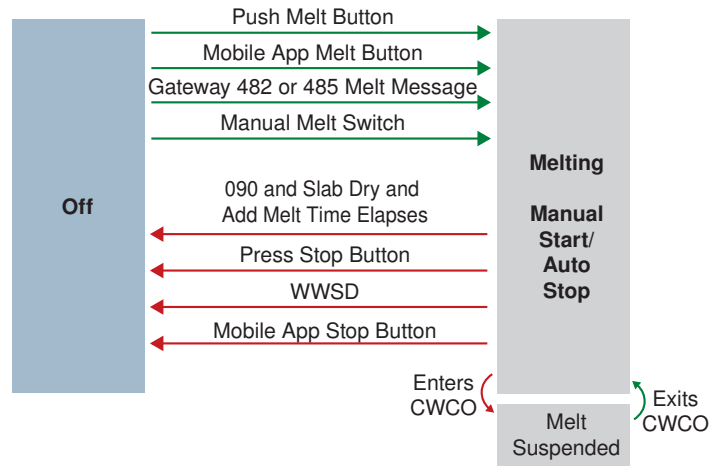 Push Melt Button
Mobile App Melt Button
Gateway 482 or 485 Melt Message
Manual Melt Switch
Off
090 and Slab Dry and
Add Melt Time Elapses
Press Stop Button
WWSD
Mobile App Stop Button
Melting
Manual
Start/
Auto
Stop
Enters
CWCO
Exits
CWCO
Melt
Suspended